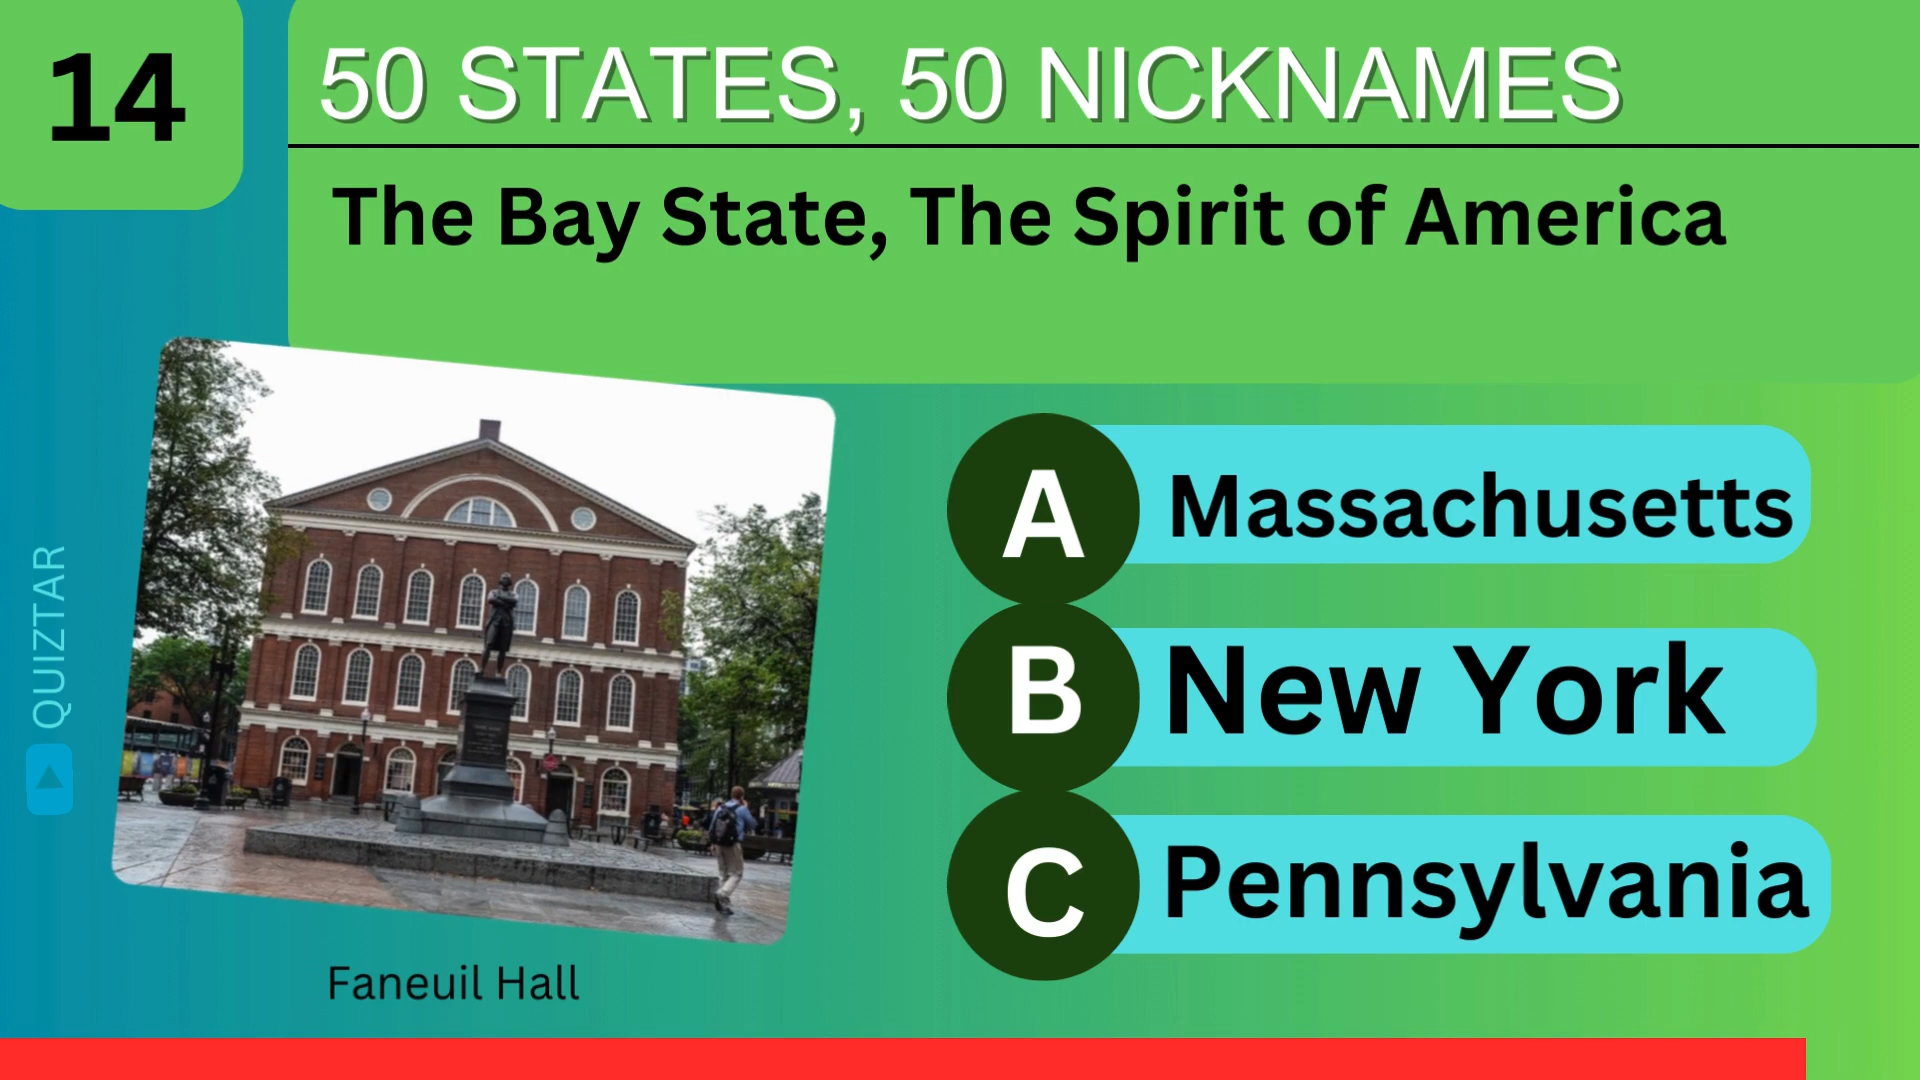 14
50 STATES, 50 NICKNAMES
The Bay State, The Spirit of America
A Massachusetts
B New York
C Pennsylvania
QUIZTAR
Faneuil Hall